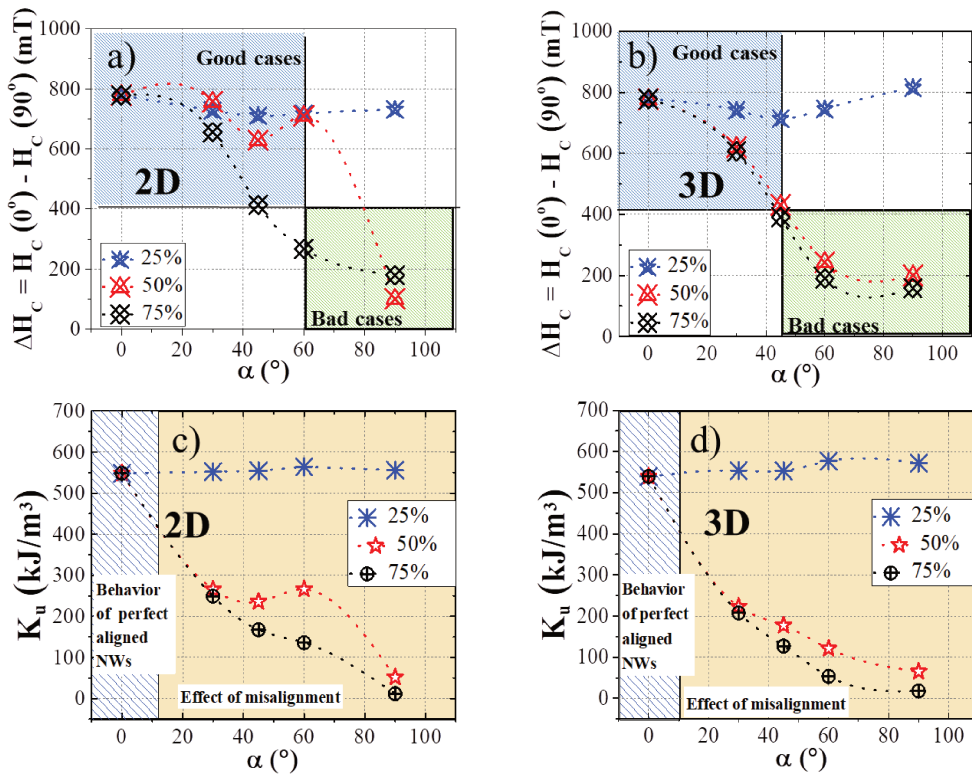 a)
Good cases
2D
25%
50%
75%
Bad cases
ΔH_C = H_C (0°) - H_C (90°) (mT)
1000
800
600
400
200
0
0 20 40 60 80 100
α (°)
b)
Good cases
3D
25%
50%
75%
Bad cases
ΔH_C = H_C (0°) - H_C (90°) (mT)
1000
800
600
400
200
0
0 20 40 60 80 100
α (°)
c)
2D
25%
50%
75%
Behavior
of perfect
aligned
NWs
Effect of misalignment
K_u (kJ/m³)
700
600
500
400
300
200
100
0
0 20 40 60 80 100
α (°)
d)
3D
25%
50%
75%
Behavior
of perfect
aligned
NWs
Effect of misalignment
K_u (kJ/m³)
700
600
500
400
300
200
100
0
0 20 40 60 80 100
α (°)